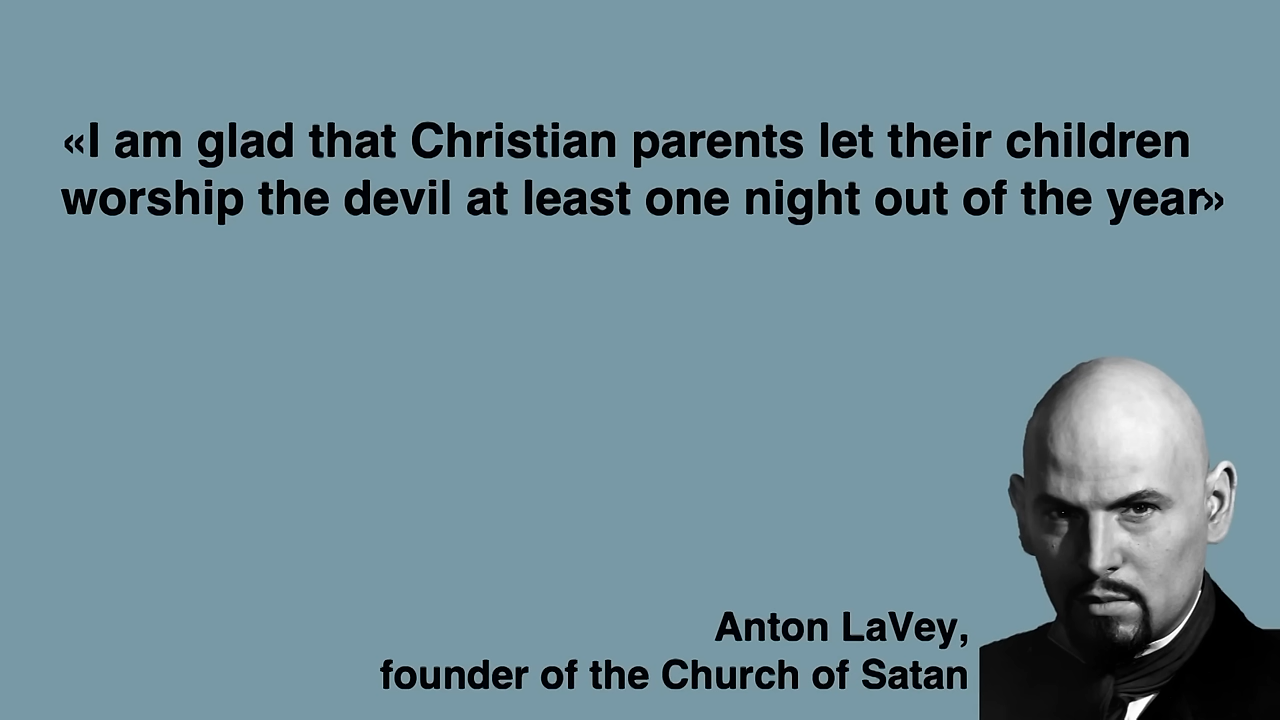 «I am glad that Christian parents let their children
worship the devil at least one night out of the year»
Anton LaVey,
founder of the Church of Satan